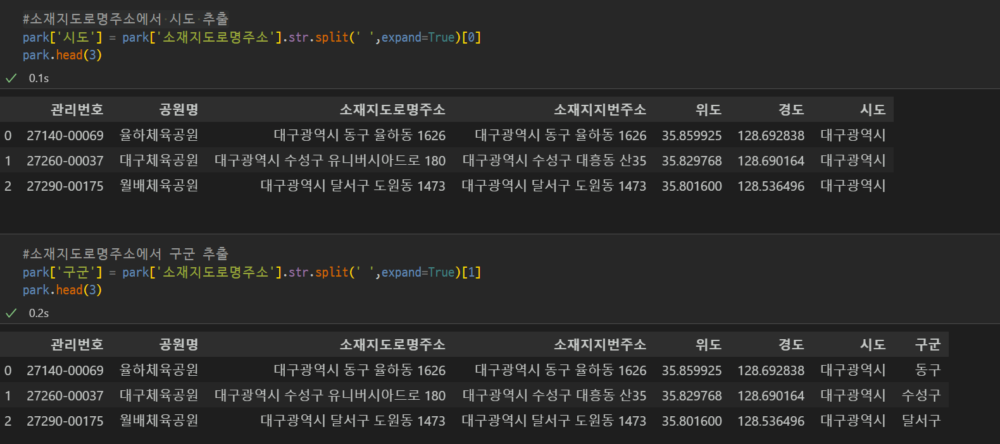 #소재지도로명주소에서 시도 추출
park['시도'] = park['소재지도로명주소'].str.split(' ',expand=True)[0]
park.head(3)
0.1s
관리번호 공원명 소재지도로명주소 소재지지번주소 위도 경도 시도
0 27140-00069 율하체육공원 대구광역시 동구 율하동 1626 대구광역시 동구 율하동 1626 35.859925 128.692838 대구광역시
1 27260-00037 대구체육공원 대구광역시 수성구 유니버시아드로 180 대구광역시 수성구 대흥동 산35 35.829768 128.690164 대구광역시
2 27290-00175 월배체육공원 대구광역시 달서구 도원동 1473 대구광역시 달서구 도원동 1473 35.801600 128.536496 대구광역시
#소재지도로명주소에서 구군 추출
park['구군'] = park['소재지도로명주소'].str.split(' ',expand=True)[1]
park.head(3)
0.2s
관리번호 공원명 소재지도로명주소 소재지지번주소 위도 경도 시도 구군
0 27140-00069 율하체육공원 대구광역시 동구 율하동 1626 대구광역시 동구 율하동 1626 35.859925 128.692838 대구광역시 동구
1 27260-00037 대구체육공원 대구광역시 수성구 유니버시아드로 180 대구광역시 수성구 대흥동 산35 35.829768 128.690164 대구광역시 수성구
2 27290-00175 월배체육공원 대구광역시 달서구 도원동 1473 대구광역시 달서구 도원동 1473 35.801600 128.536496 대구광역시 달서구